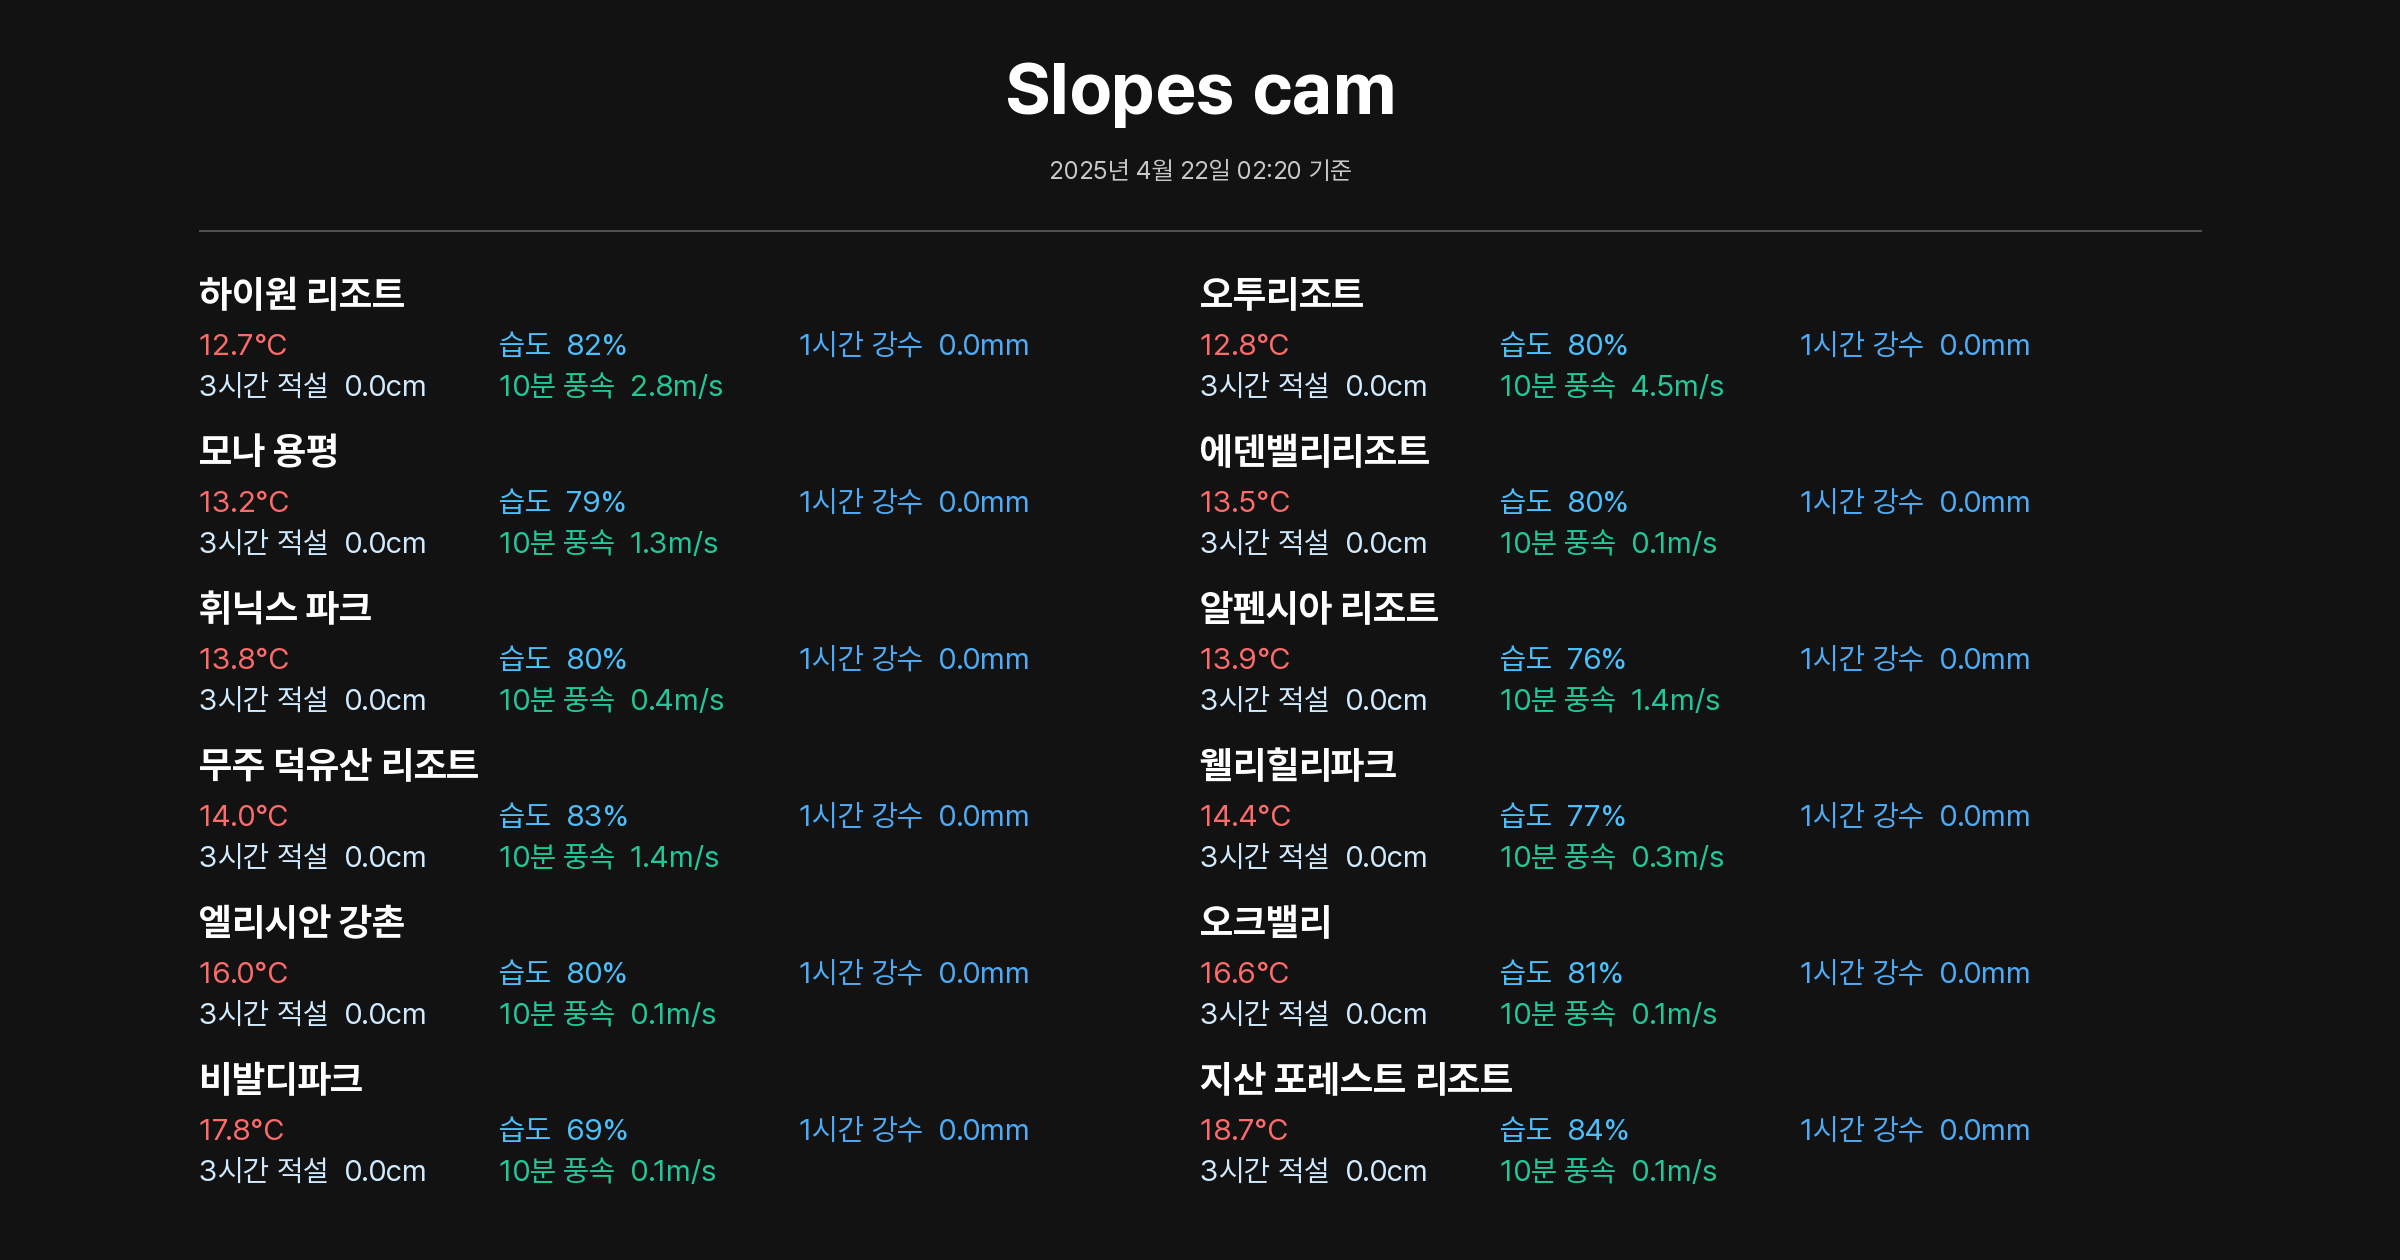 Slopes cam
2025년 4월 22일 02:20 기준
하이원 리조트
12.7°C 습도 82% 1시간 강수 0.0mm
3시간 적설 0.0cm 10분 풍속 2.8m/s
오투리조트
12.8°C 습도 80% 1시간 강수 0.0mm
3시간 적설 0.0cm 10분 풍속 4.5m/s
모나 용평
13.2°C 습도 79% 1시간 강수 0.0mm
3시간 적설 0.0cm 10분 풍속 1.3m/s
에덴밸리리조트
13.5°C 습도 80% 1시간 강수 0.0mm
3시간 적설 0.0cm 10분 풍속 0.1m/s
휘닉스 파크
13.8°C 습도 80% 1시간 강수 0.0mm
3시간 적설 0.0cm 10분 풍속 0.4m/s
알펜시아 리조트
13.9°C 습도 76% 1시간 강수 0.0mm
3시간 적설 0.0cm 10분 풍속 1.4m/s
무주 덕유산 리조트
14.0°C 습도 83% 1시간 강수 0.0mm
3시간 적설 0.0cm 10분 풍속 1.4m/s
웰리힐리파크
14.4°C 습도 77% 1시간 강수 0.0mm
3시간 적설 0.0cm 10분 풍속 0.3m/s
엘리시안 강촌
16.0°C 습도 80% 1시간 강수 0.0mm
3시간 적설 0.0cm 10분 풍속 0.1m/s
오크밸리
16.6°C 습도 81% 1시간 강수 0.0mm
3시간 적설 0.0cm 10분 풍속 0.1m/s
비발디파크
17.8°C 습도 69% 1시간 강수 0.0mm
3시간 적설 0.0cm 10분 풍속 0.1m/s
지산 포레스트 리조트
18.7°C 습도 84% 1시간 강수 0.0mm
3시간 적설 0.0cm 10분 풍속 0.1m/s